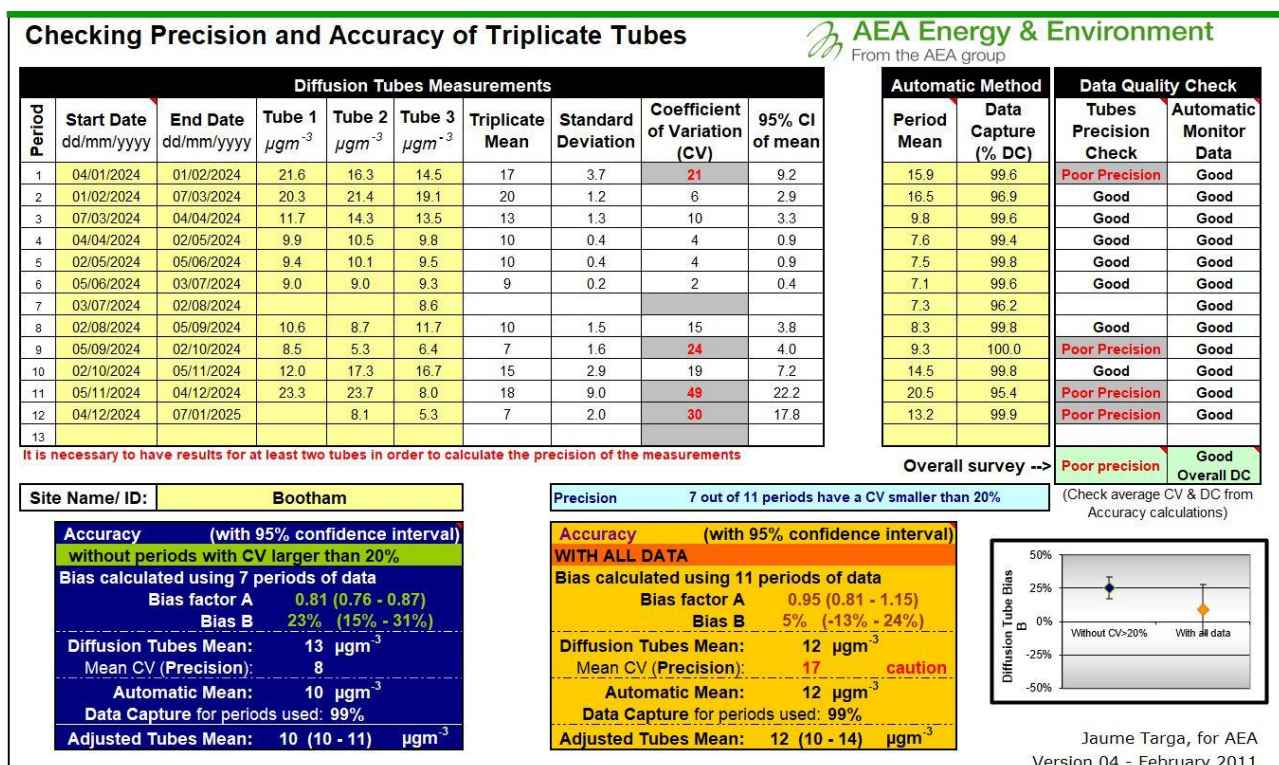 Checking Precision and Accuracy of Triplicate Tubes
AEA Energy & Environment
From the AEA group
Diffusion Tubes Measurements
Automatic Method
Data Quality Check
Period Start Date dd/mm/yyyy End Date dd/mm/yyyy Tube 1 µgm⁻³ Tube 2 µgm⁻³ Tube 3 µgm⁻³ Triplicate Mean Standard Deviation Coefficient of Variation (CV) 95% CI of mean Period Mean Data Capture (% DC) Tubes Precision Check Automatic Monitor Data
1 04/01/2024 01/02/2024 21.6 16.3 14.5 17 3.7 21 9.2 15.9 99.6 Poor Precision Good
2 01/02/2024 07/03/2024 20.3 21.4 19.1 20 1.2 6 2.9 16.5 96.9 Good Good
3 07/03/2024 04/04/2024 11.7 14.3 13.5 13 1.3 10 3.3 9.8 99.6 Good Good
4 04/04/2024 02/05/2024 9.9 10.5 9.8 10 0.4 4 0.9 7.6 99.4 Good Good
5 02/05/2024 05/06/2024 9.4 10.1 9.5 10 0.4 4 0.9 7.5 99.8 Good Good
6 05/06/2024 03/07/2024 9.0 9.0 9.3 9 0.2 2 0.4 7.1 99.6 Good Good
7 03/07/2024 02/08/2024 8.6 7.3 96.2 Good
8 02/08/2024 05/09/2024 10.6 8.7 11.7 10 1.5 15 3.8 8.3 99.8 Good Good
9 05/09/2024 02/10/2024 8.5 5.3 6.4 7 1.6 24 4.0 9.3 100.0 Poor Precision Good
10 02/10/2024 05/11/2024 12.0 17.3 16.7 15 2.9 19 7.2 14.5 99.8 Good Good
11 05/11/2024 04/12/2024 23.3 23.7 8.0 18 9.0 49 22.2 20.5 95.4 Poor Precision Good
12 04/12/2024 07/01/2025 8.1 5.3 7 2.0 30 17.8 13.2 99.9 Poor Precision Good
13
It is necessary to have results for at least two tubes in order to calculate the precision of the measurements
Overall survey --> Poor precision Good Overall DC
Site Name/ ID: Bootham
Precision 7 out of 11 periods have a CV smaller than 20%
(Check average CV & DC from
Accuracy calculations)
Accuracy (with 95% confidence interval)
without periods with CV larger than 20%
Bias calculated using 7 periods of data
Bias factor A 0.81 (0.76 - 0.87)
Bias B 23% (15% - 31%)
Diffusion Tubes Mean: 13 µgm⁻³
Mean CV (Precision): 8
Automatic Mean: 10 µgm⁻³
Data Capture for periods used: 99%
Adjusted Tubes Mean: 10 (10 - 11) µgm⁻³
Accuracy (with 95% confidence interval)
WITH ALL DATA
Bias calculated using 11 periods of data
Bias factor A 0.95 (0.81 - 1.15)
Bias B 5% (-13% - 24%)
Diffusion Tubes Mean: 12 µgm⁻³
Mean CV (Precision): 17 caution
Automatic Mean: 12 µgm⁻³
Data Capture for periods used: 99%
Adjusted Tubes Mean: 12 (10 - 14) µgm⁻³
Diffusion Tube Bias B
50%
25%
0%
-25%
-50%
Without CV>20% With all data
Jaume Targa, for AEA
Version 04 - February 2011